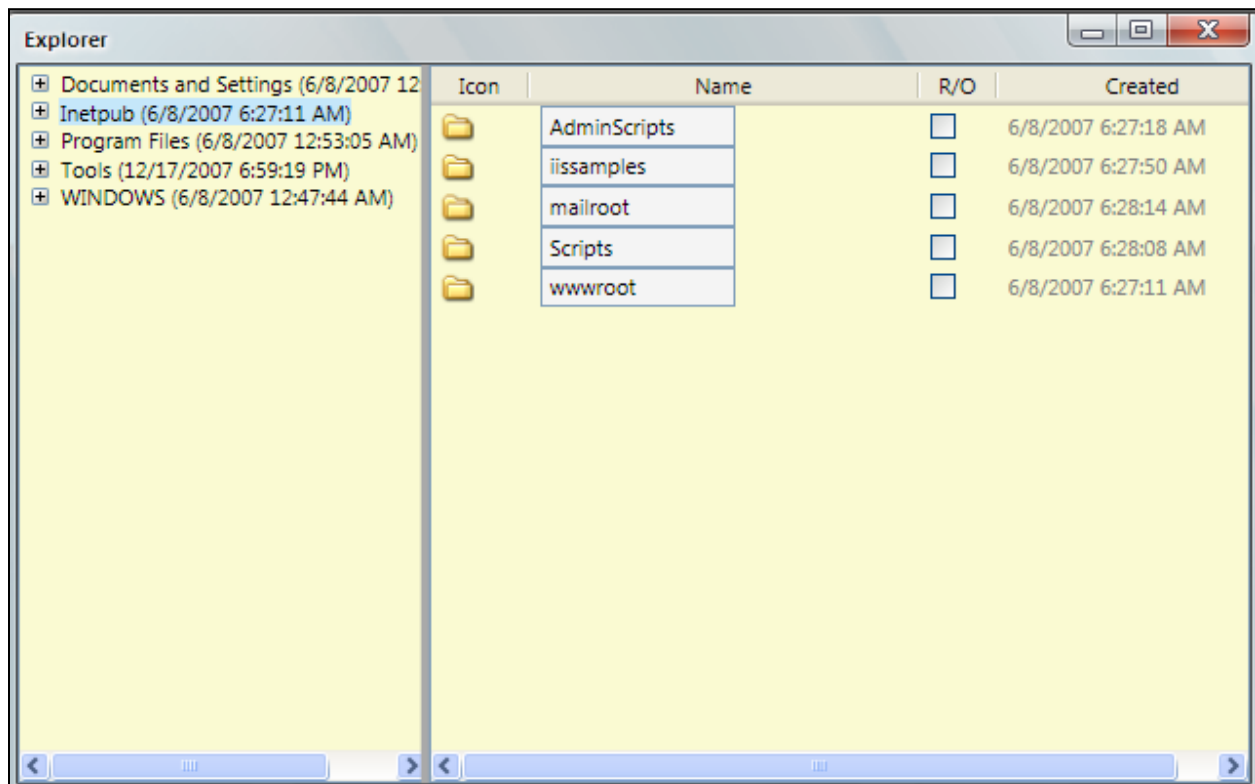 Explorer
Documents and Settings (6/8/2007 12:
Inetpub (6/8/2007 6:27:11 AM)
Program Files (6/8/2007 12:53:05 AM)
Tools (12/17/2007 6:59:19 PM)
WINDOWS (6/8/2007 12:47:44 AM)
Icon Name R/O Created
AdminScripts 6/8/2007 6:27:18 AM
iissamples 6/8/2007 6:27:50 AM
mailroot 6/8/2007 6:28:14 AM
Scripts 6/8/2007 6:28:08 AM
wwwroot 6/8/2007 6:27:11 AM